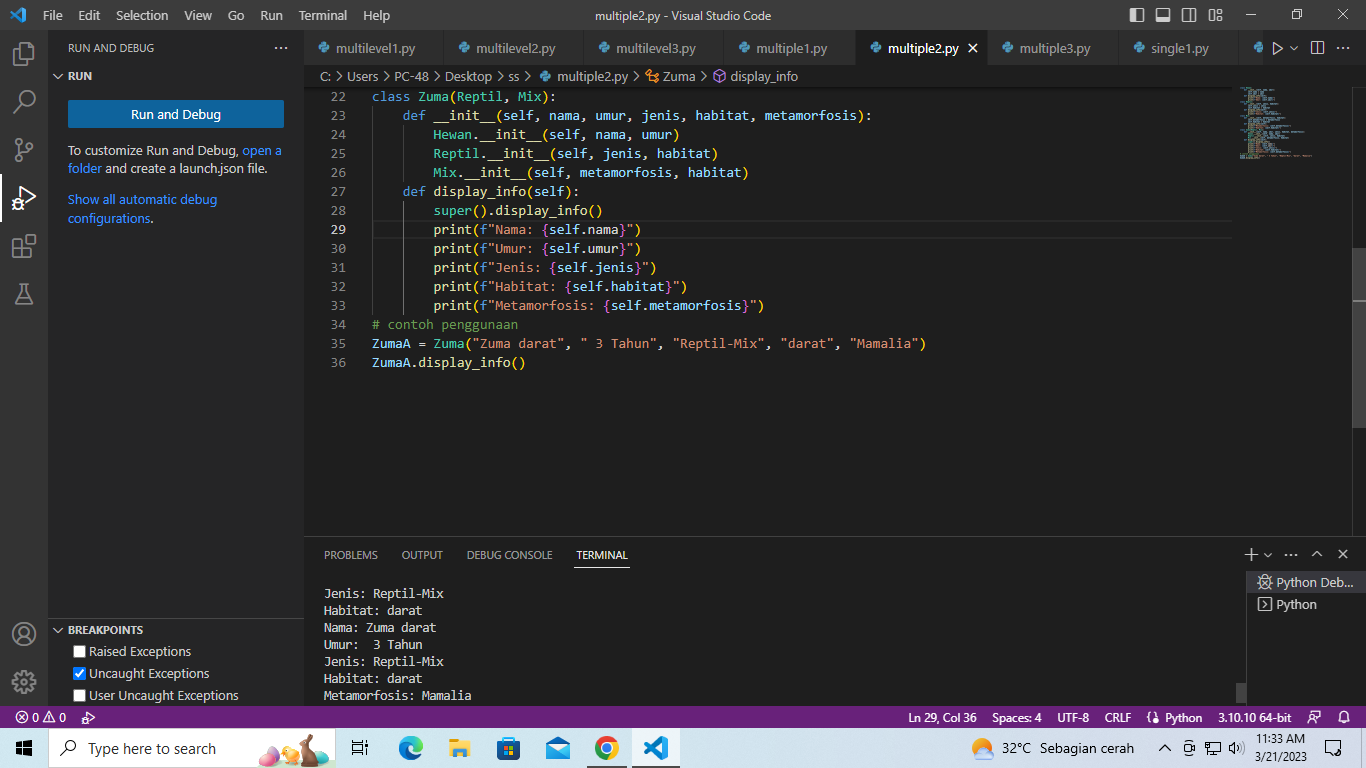 File Edit Selection View Go Run Terminal Help
multiple2.py - Visual Studio Code
RUN AND DEBUG
RUN
Run and Debug
To customize Run and Debug, open a
folder and create a launch.json file.
Show all automatic debug
configurations.
BREAKPOINTS
Raised Exceptions
Uncaught Exceptions
User Uncaught Exceptions
multilevel1.py multilevel2.py multilevel3.py multiple1.py multiple2.py multiple3.py single1.py
C: > Users > PC-48 > Desktop > ss > multiple2.py > Zuma > display_info
22 class Zuma(Reptil, Mix):
23 def __init__(self, nama, umur, jenis, habitat, metamorfosis):
24 Hewan.__init__(self, nama, umur)
25 Reptil.__init__(self, jenis, habitat)
26 Mix.__init__(self, metamorfosis, habitat)
27 def display_info(self):
28 super().display_info()
29 print(f"Nama: {self.nama}")
30 print(f"Umur: {self.umur}")
31 print(f"Jenis: {self.jenis}")
32 print(f"Habitat: {self.habitat}")
33 print(f"Metamorfosis: {self.metamorfosis}")
34 # contoh penggunaan
35 ZumaA = Zuma("Zuma darat", " 3 Tahun", "Reptil-Mix", "darat", "Mamalia")
36 ZumaA.display_info()
PROBLEMS OUTPUT DEBUG CONSOLE TERMINAL
Jenis: Reptil-Mix
Habitat: darat
Nama: Zuma darat
Umur:  3 Tahun
Jenis: Reptil-Mix
Habitat: darat
Metamorfosis: Mamalia
Python Deb...
Python
0 0
Ln 29, Col 36 Spaces: 4 UTF-8 CRLF Python 3.10.10 64-bit
Type here to search
32°C Sebagian cerah
11:33 AM
3/21/2023